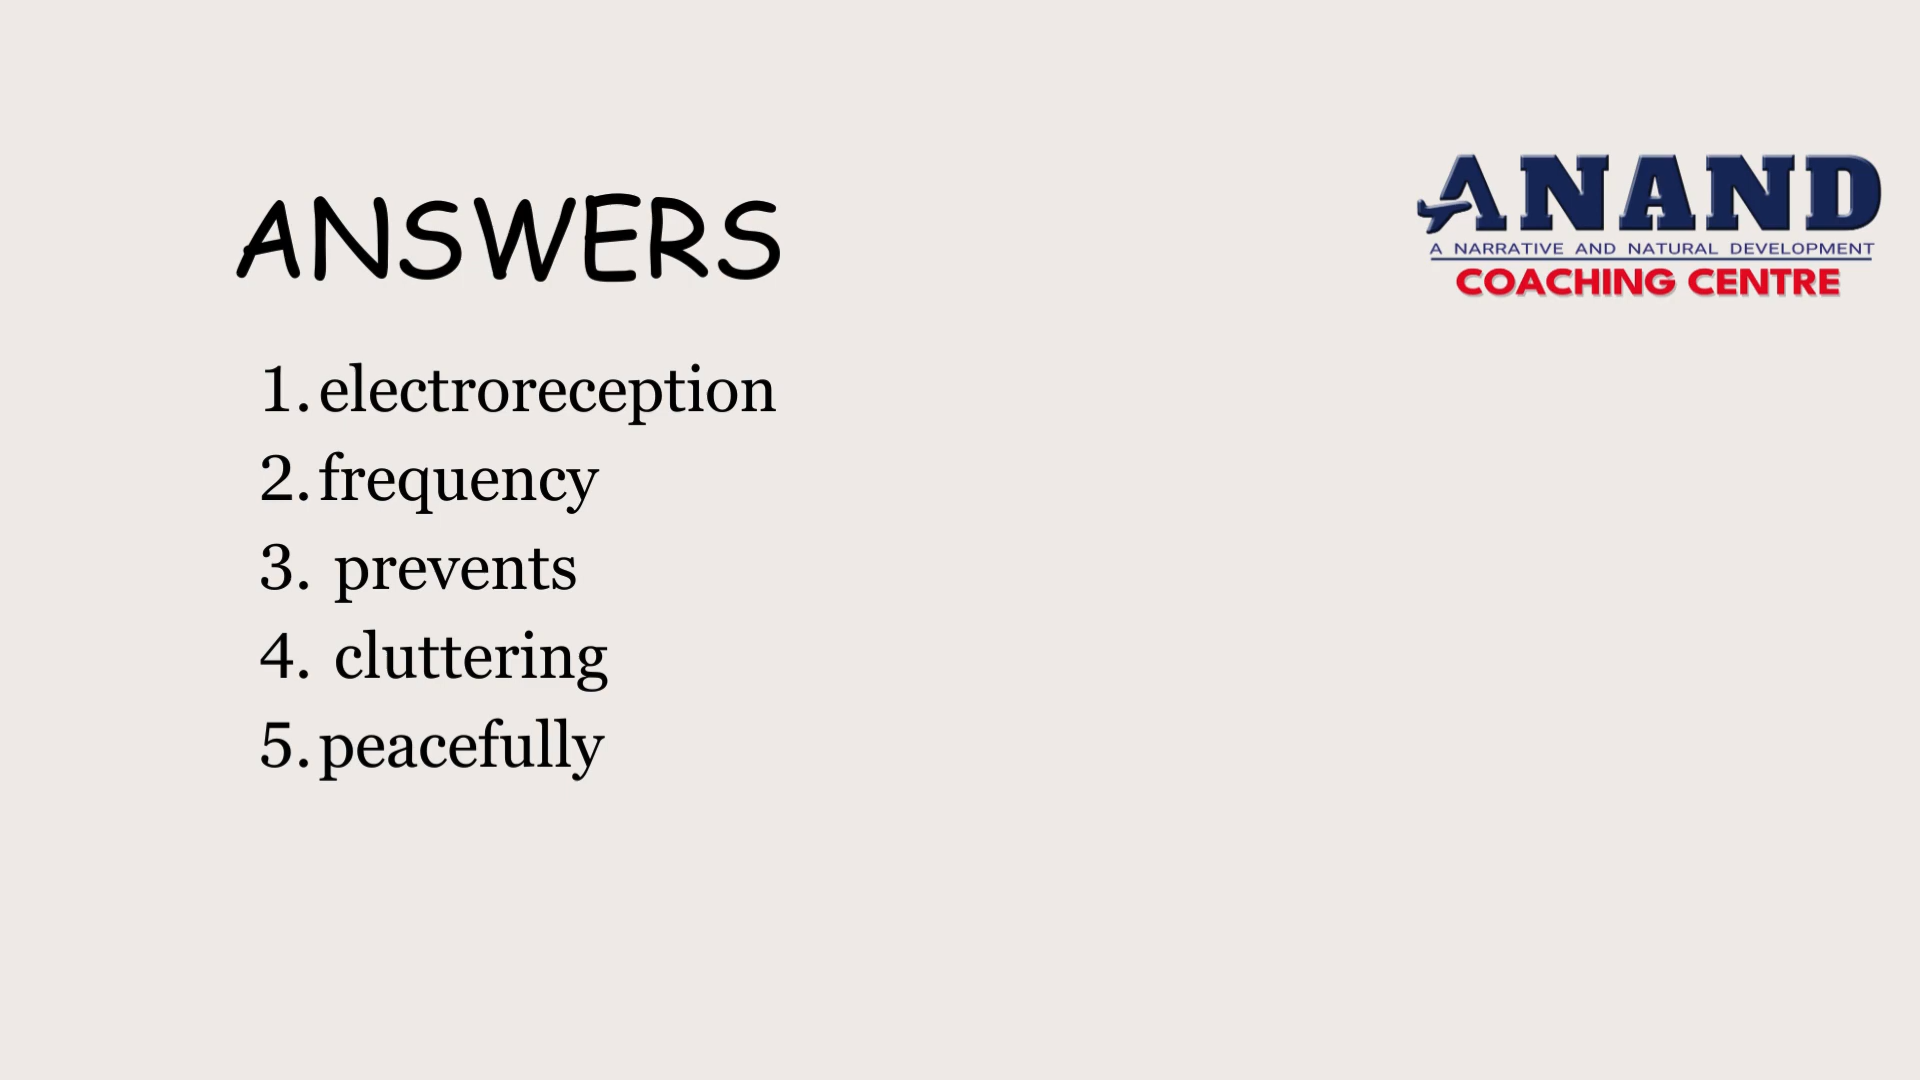 ANSWERS
ANAND
A NARRATIVE AND NATURAL DEVELOPMENT
COACHING CENTRE
1. electroreception
2. frequency
3. prevents
4. cluttering
5. peacefully